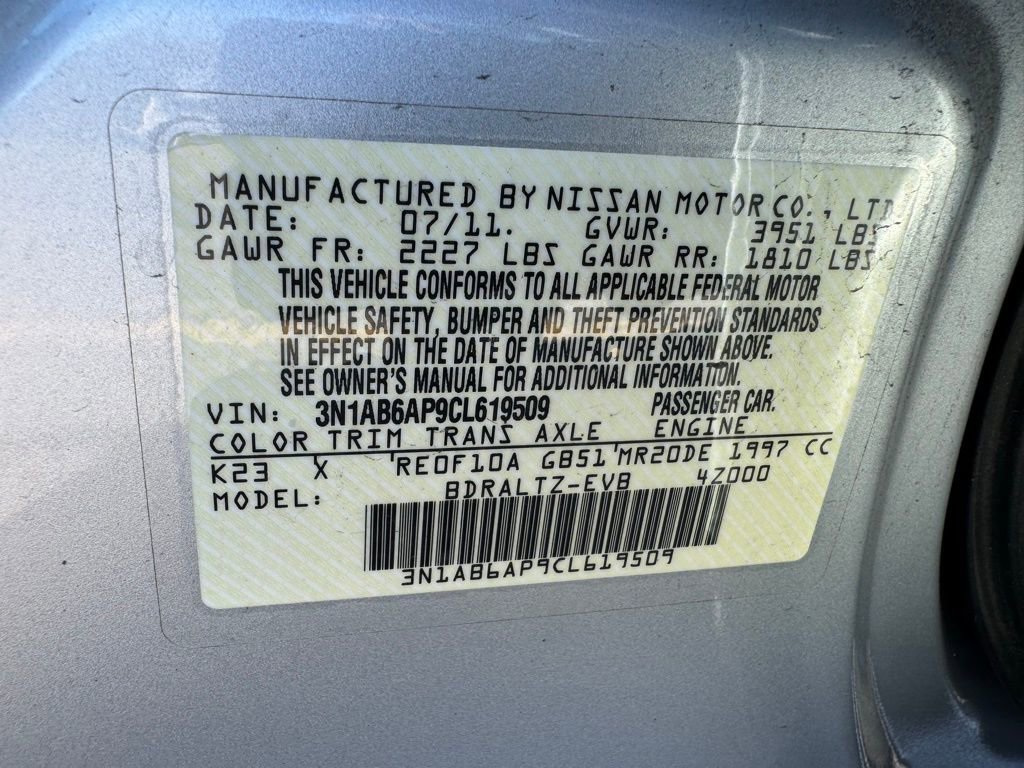 MANUFACTURED BY NISSAN MOTOR CO., LTD
DATE: 07/11. GVWR: 3951 LBS
GAWR FR: 2227 LBS GAWR RR: 1810 LBS
THIS VEHICLE CONFORMS TO ALL APPLICABLE FEDERAL MOTOR
VEHICLE SAFETY, BUMPER AND THEFT PREVENTION STANDARDS
IN EFFECT ON THE DATE OF MANUFACTURE SHOWN ABOVE.
SEE OWNER'S MANUAL FOR ADDITIONAL INFORMATION.
VIN: 3N1AB6AP9CL619509 PASSENGER CAR.
COLOR TRIM TRANS AXLE ENGINE
K23 X 'RE0F10A GB51'MR20DE 1997 CC
MODEL: BDRALTZ-EVB 4Z000
3N1AB6AP9CL619509